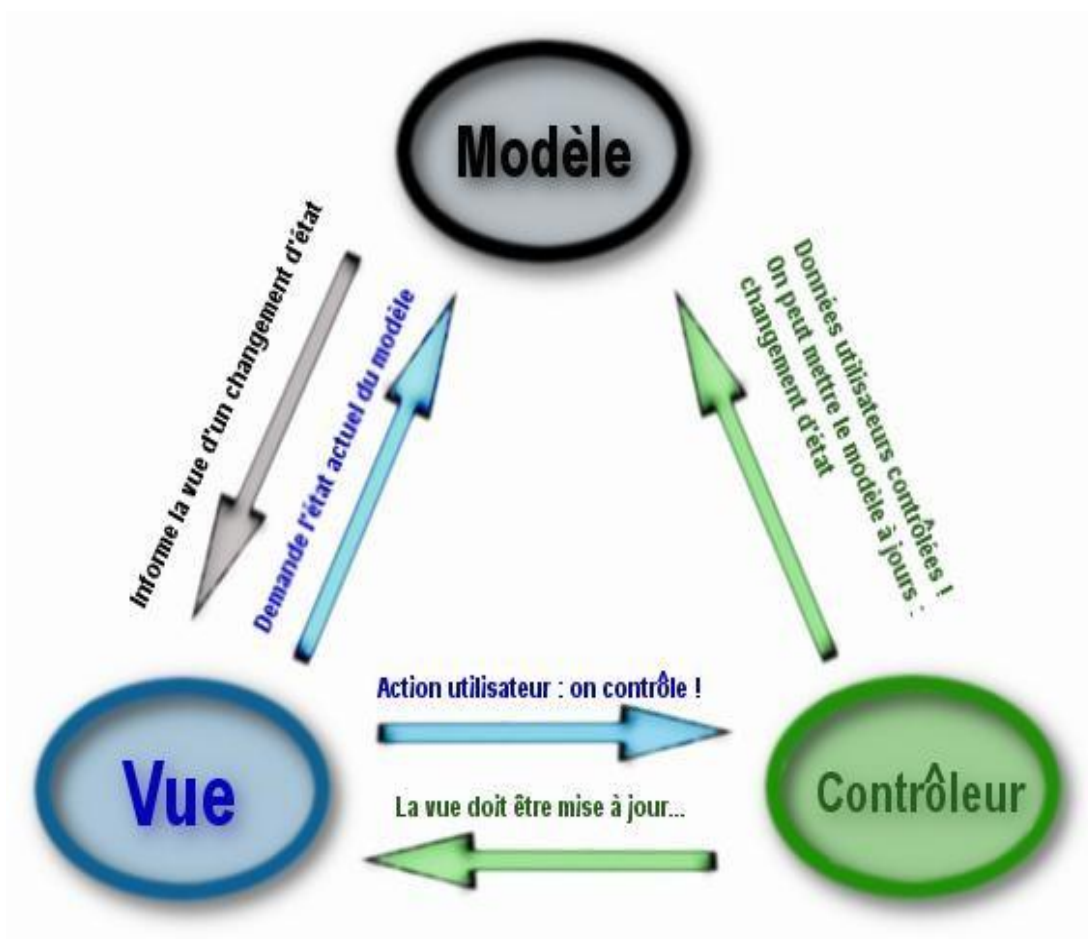 Modèle
Informe la vue d'un changement d'état
Demande l'état actuel du modèle
Données utilisateurs contrôlées !
On peut mettre le modèle à jours :
changement d'état
Action utilisateur : on contrôle !
La vue doit être mise à jour...
Vue
Contrôleur